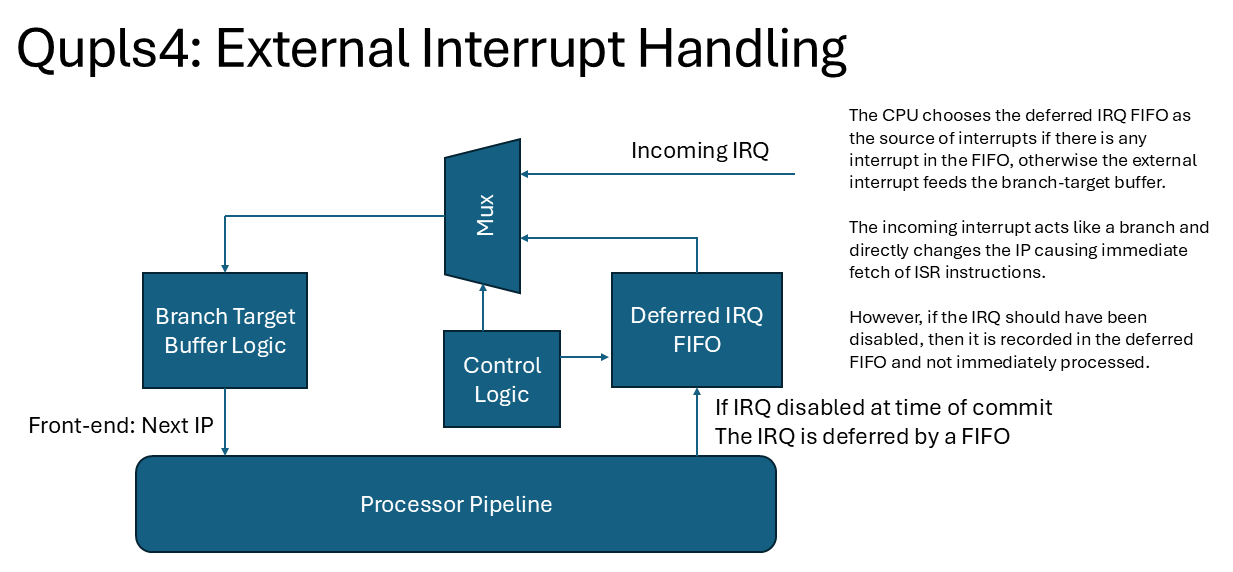 Qupls4: External Interrupt Handling
The CPU chooses the deferred IRQ FIFO as
the source of interrupts if there is any
interrupt in the FIFO, otherwise the external
interrupt feeds the branch-target buffer.
The incoming interrupt acts like a branch and
directly changes the IP causing immediate
fetch of ISR instructions.
However, if the IRQ should have been
disabled, then it is recorded in the deferred
FIFO and not immediately processed.
Incoming IRQ
Mux
Branch Target
Buffer Logic
Control
Logic
Deferred IRQ
FIFO
Front-end: Next IP
If IRQ disabled at time of commit
The IRQ is deferred by a FIFO
Processor Pipeline